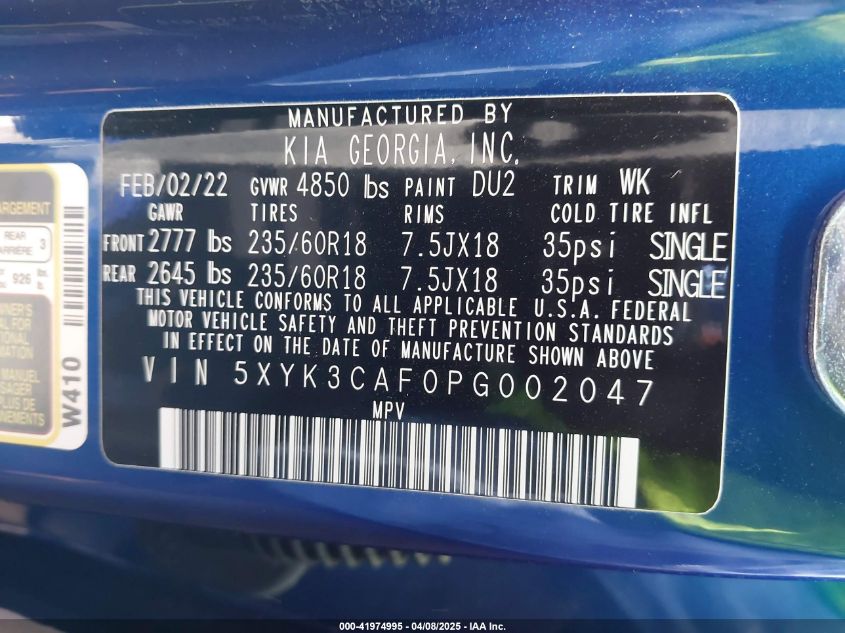 MANUFACTURED BY
KIA GEORGIA, INC.
FEB/02/22 GVWR 4850 lbs PAINT DU2 TRIM WK
GAWR TIRES RIMS COLD TIRE INFL
FRONT 2777 lbs 235/60R18 7.5JX18 35psi SINGLE
REAR 2645 lbs 235/60R18 7.5JX18 35psi SINGLE
THIS VEHICLE CONFORMS TO ALL APPLICABLE U.S.A. FEDERAL
MOTOR VEHICLE SAFETY AND THEFT PREVENTION STANDARDS
IN EFFECT ON THE DATE OF MANUFACTURE SHOWN ABOVE
VIN 5XYK3CAF0PG002047
MPV
REAR 3
926
W410
000-41974995 - 04/08/2025 - IAA Inc.